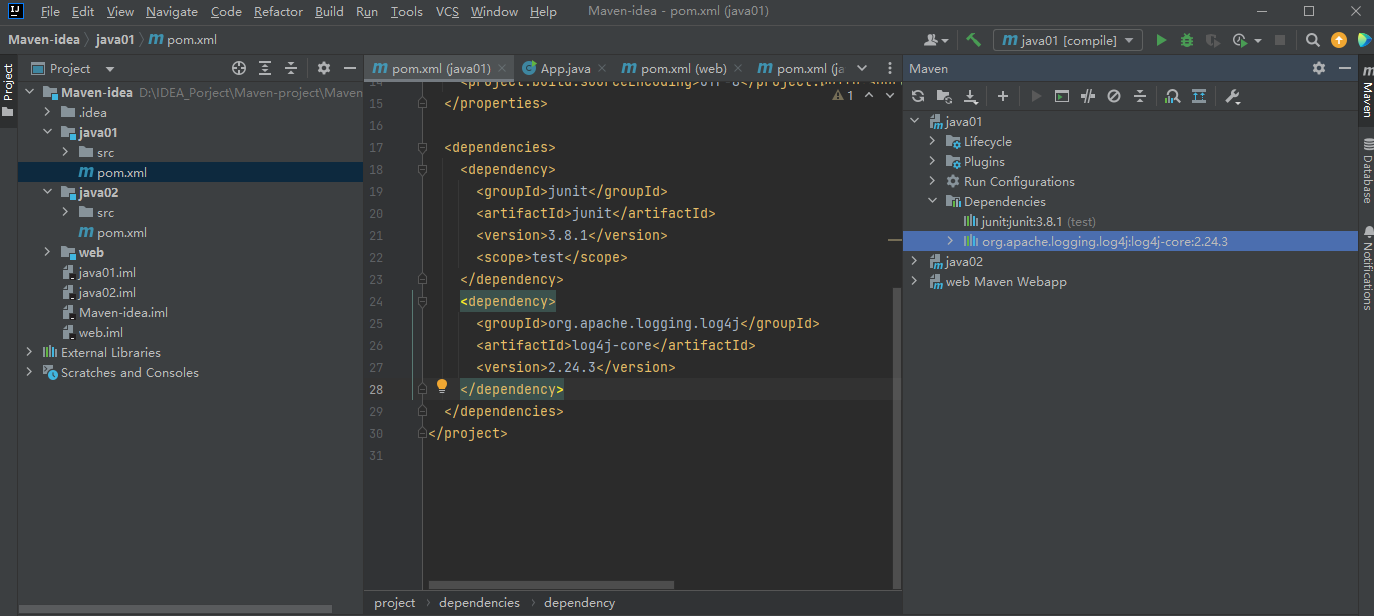 File Edit View Navigate Code Refactor Build Run Tools VCS Window Help Maven-idea - pom.xml (java01)
Maven-idea java01 pom.xml
java01 [compile]
Project
Project
Maven-idea D:\IDEA_Porject\Maven-project\Maven
.idea
java01
src
pom.xml
java02
src
pom.xml
web
java01.iml
java02.iml
Maven-idea.iml
web.iml
External Libraries
Scratches and Consoles
pom.xml (java01) App.java pom.xml (web) pom.xml (ja
1
15 </properties>
16
17 <dependencies>
18 <dependency>
19 <groupId>junit</groupId>
20 <artifactId>junit</artifactId>
21 <version>3.8.1</version>
22 <scope>test</scope>
23 </dependency>
24 <dependency>
25 <groupId>org.apache.logging.log4j</groupId>
26 <artifactId>log4j-core</artifactId>
27 <version>2.24.3</version>
28 </dependency>
29 </dependencies>
30 </project>
31
project dependencies dependency
Maven
java01
Lifecycle
Plugins
Run Configurations
Dependencies
junit:junit:3.8.1 (test)
org.apache.logging.log4j:log4j-core:2.24.3
java02
web Maven Webapp
Maven
Database
Notifications